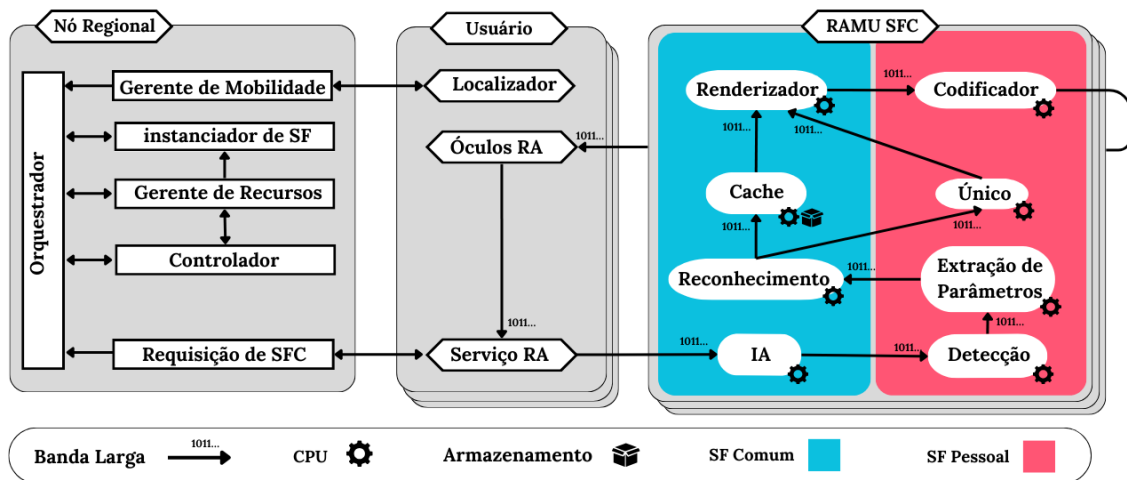 Nó Regional
Orquestrador
Gerente de Mobilidade
instanciador de SF
Gerente de Recursos
Controlador
Requisição de SFC
Usuário
Localizador
Óculos RA
1011...
1011...
Serviço RA
RAMU SFC
Renderizador
1011...
Codificador
1011...
1011...
Cache
Único
1011...
Reconhecimento
1011...
Extração de
Parâmetros
1011...
1011...
IA
1011...
Detecção
Banda Larga
1011...
CPU
Armazenamento
SF Comum
SF Pessoal